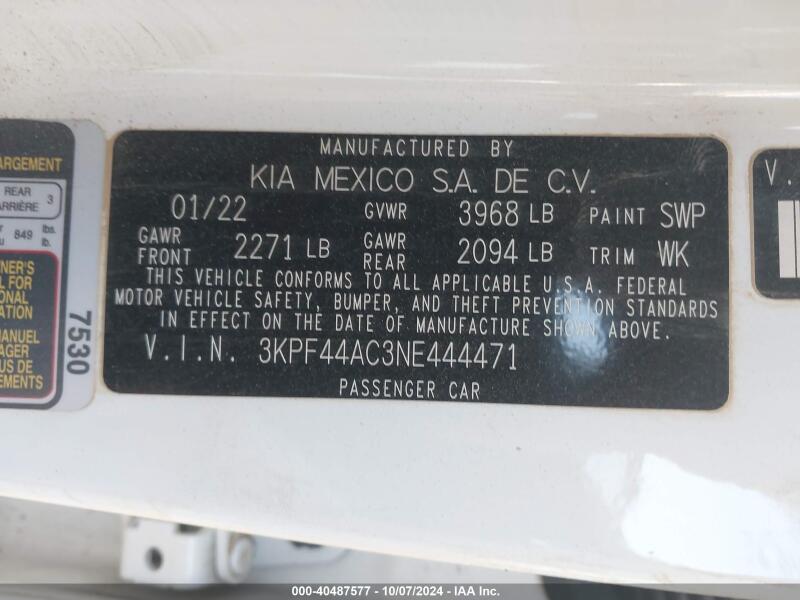 MANUFACTURED BY
KIA MEXICO S.A. DE C.V.
01/22 GVWR 3968 LB PAINT SWP
GAWR FRONT 2271 LB GAWR REAR 2094 LB TRIM WK
THIS VEHICLE CONFORMS TO ALL APPLICABLE U.S.A. FEDERAL
MOTOR VEHICLE SAFETY, BUMPER, AND THEFT PREVENTION STANDARDS
IN EFFECT ON THE DATE OF MANUFACTURE SHOWN ABOVE.
V.I.N. 3KPF44AC3NE444471
PASSENGER CAR
REAR 3
849 lbs.
lb.
7530
V.
000-40487577 - 10/07/2024 - IAA Inc.